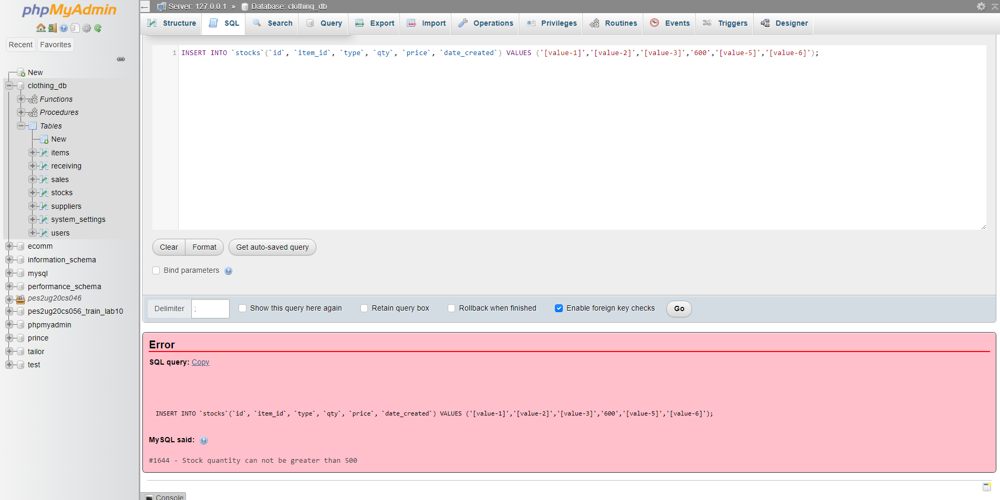 phpMyAdmin
Recent Favorites
New
clothing_db
Functions
Procedures
Tables
New
items
receiving
sales
stocks
suppliers
system_settings
users
ecomm
information_schema
mysql
performance_schema
pes2ug20cs046
pes2ug20cs056_train_lab10
phpmyadmin
prince
tailor
test
Server: 127.0.0.1 » Database: clothing_db
Structure SQL Search Query Export Import Operations Privileges Routines Events Triggers Designer
1 INSERT INTO `stocks`(`id`, `item_id`, `type`, `qty`, `price`, `date_created`) VALUES ('[value-1]','[value-2]','[value-3]','600','[value-5]','[value-6]');
Clear Format Get auto-saved query
Bind parameters
Delimiter ; Show this query here again Retain query box Rollback when finished Enable foreign key checks Go
Error
SQL query: Copy
INSERT INTO `stocks`(`id`, `item_id`, `type`, `qty`, `price`, `date_created`) VALUES ('[value-1]','[value-2]','[value-3]','600','[value-5]','[value-6]');
MySQL said:
#1644 - Stock quantity can not be greater than 500
Console